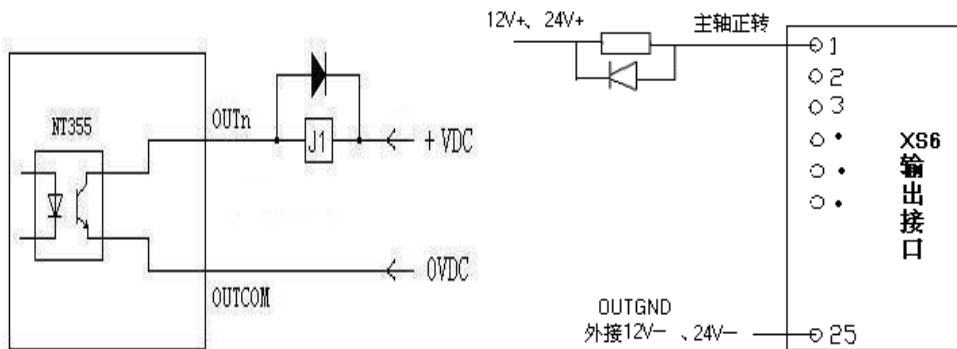 NT355
OUTn
J1
+VDC
0VDC
OUTCOM
12V+、24V+
主轴正转
1
2
3
XS6
输
出
接
口
OUTGND
外接12V-、24V-
25